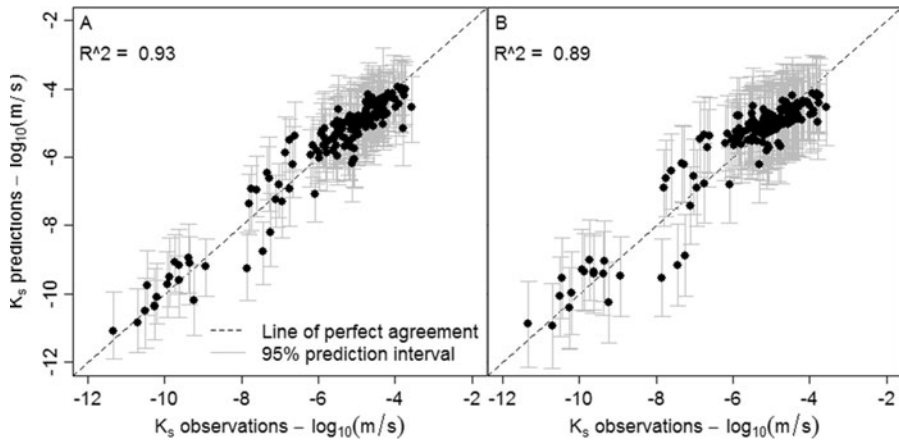 A
R^2 = 0.93
B
R^2 = 0.89
Ks predictions − log10(m/s)
-2
-4
-6
-8
-10
-12
Line of perfect agreement
95% prediction interval
-12 -10 -8 -6 -4 -2
-12 -10 -8 -6 -4 -2
Ks observations − log10(m/s)
Ks observations − log10(m/s)